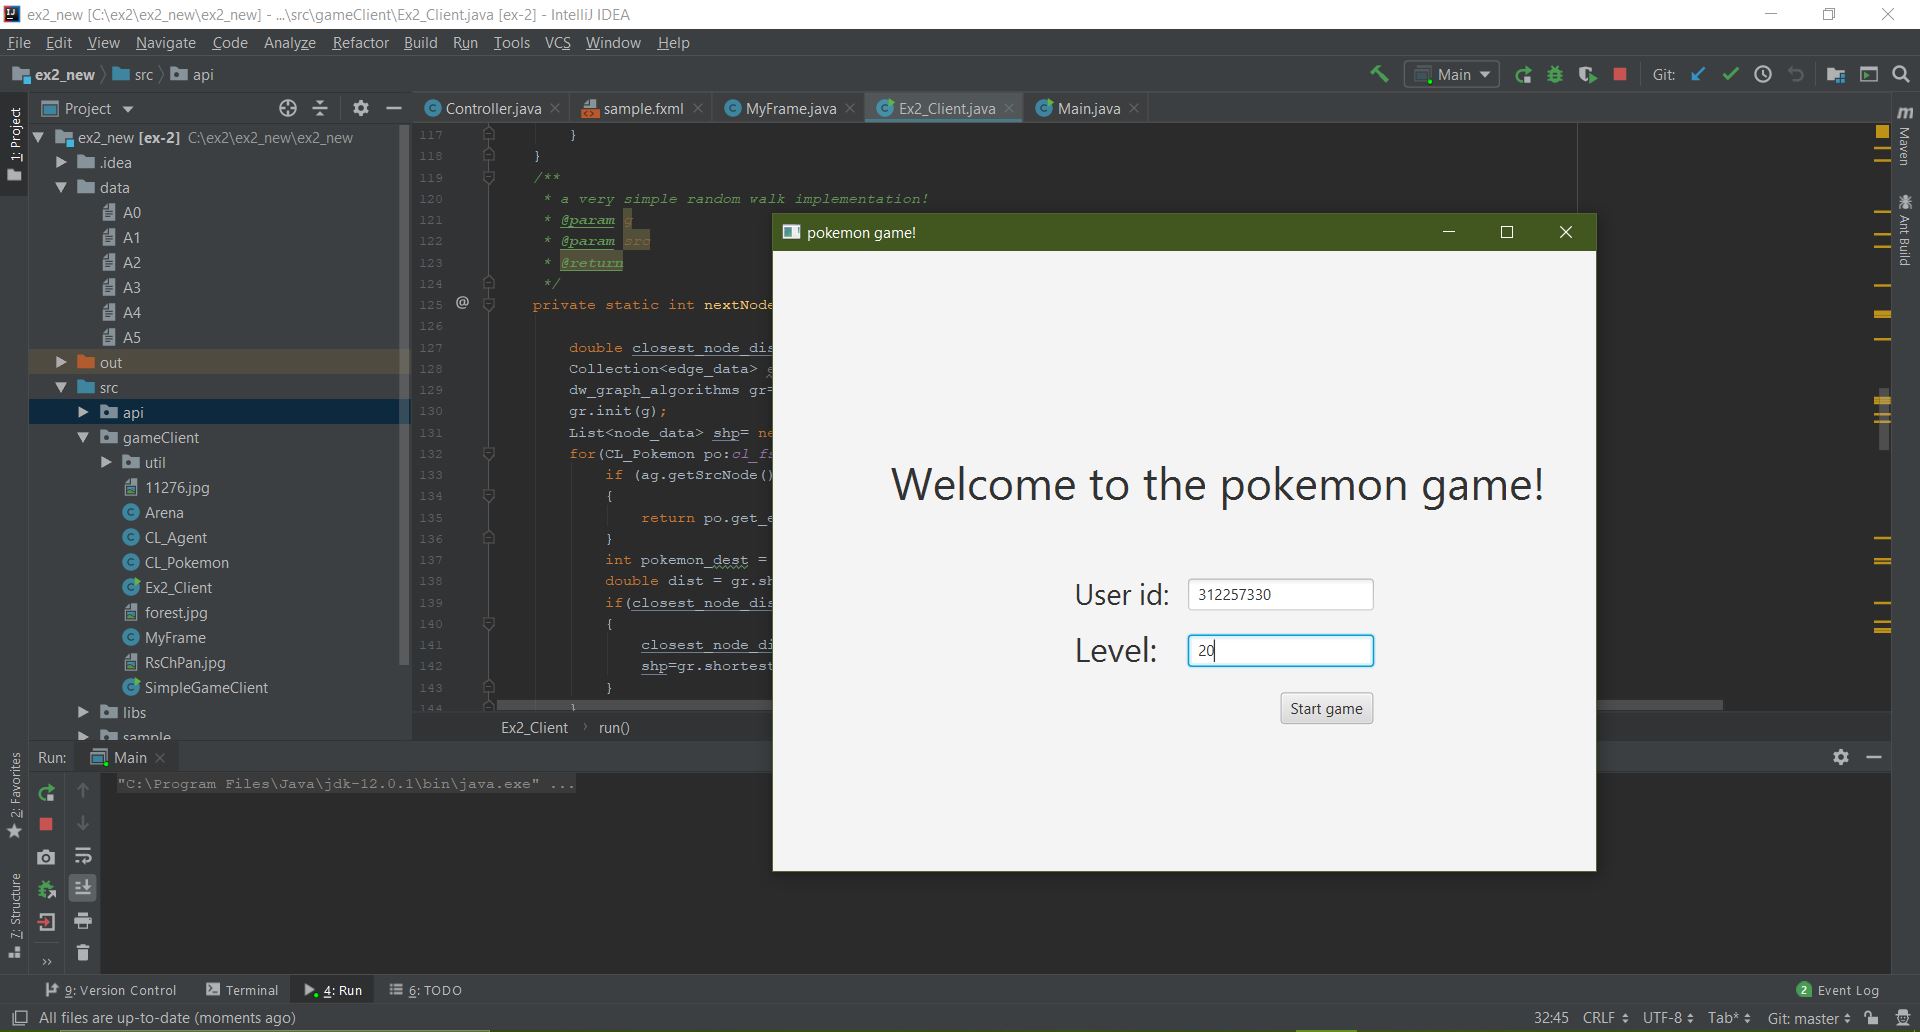 ex2_new [C:\ex2\ex2_new\ex2_new] - ...\src\gameClient\Ex2_Client.java [ex-2] - IntelliJ IDEA
File Edit View Navigate Code Analyze Refactor Build Run Tools VCS Window Help
ex2_new src api
Main Git:
Project
Controller.java sample.fxml MyFrame.java Ex2_Client.java Main.java
1: Project
ex2_new [ex-2] C:\ex2\ex2_new\ex2_new
.idea
data
A0
A1
A2
A3
A4
A5
out
src
api
gameClient
util
11276.jpg
Arena
CL_Agent
CL_Pokemon
Ex2_Client
forest.jpg
MyFrame
RsChPan.jpg
SimpleGameClient
libs
sample
117 }
118 }
119 /**
120 * a very simple random walk implementation!
121 * @param g
122 * @param src
123 * @return
124 */
125 @ private static int nextNode
126
127 double closest_node_dis
128 Collection<edge_data>
129 dw_graph_algorithms gr=
130 gr.init(g);
131 List<node_data> shp= ne
132 for(CL_Pokemon po:cl_fs
133 if (ag.getSrcNode()
134 {
135 return po.get_e
136 }
137 int pokemon_dest =
138 double dist = gr.sh
139 if(closest_node_dis
140 {
141 closest_node_di
142 shp=gr.shortest
143 }
144 }
Ex2_Client run()
Maven
Ant Build
pokemon game!
Welcome to the pokemon game!
User id: 312257330
Level: 20
Start game
Run: Main
"C:\Program Files\Java\jdk-12.0.1\bin\java.exe" ...
2: Favorites
7: Structure
9: Version Control Terminal 4: Run 6: TODO
2 Event Log
All files are up-to-date (moments ago)
32:45 CRLF UTF-8 Tab* Git: master